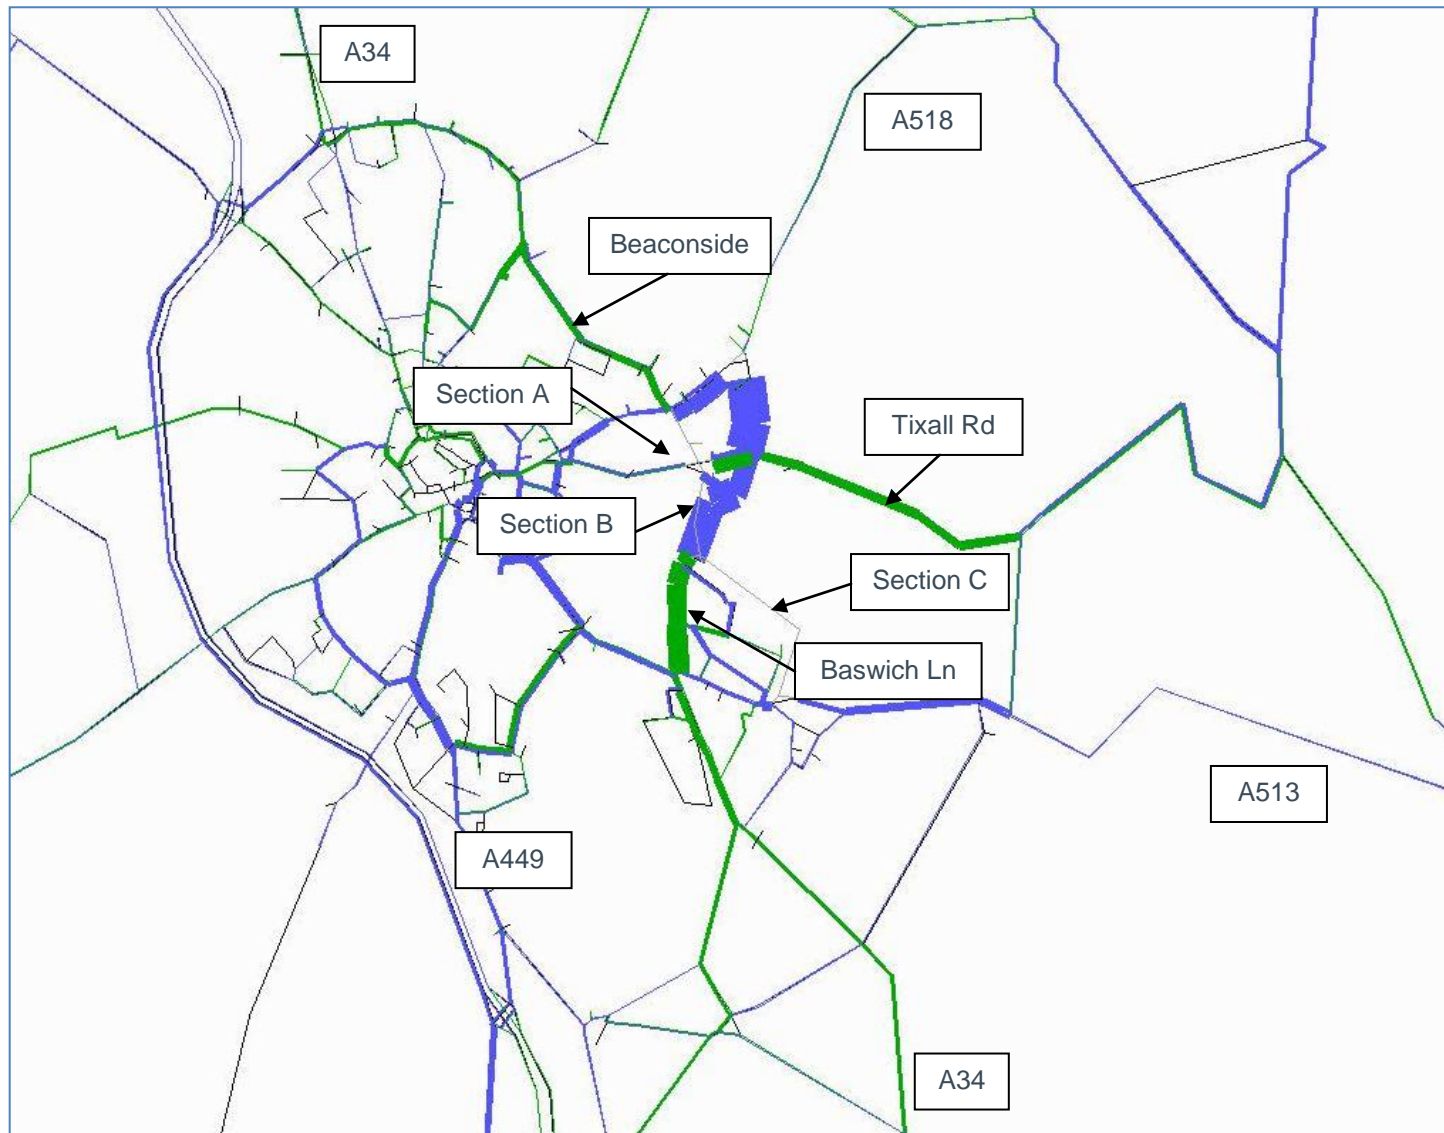 A34
A518
Beaconside
Section A
Tixall Rd
Section B
Section C
Baswich Ln
A513
A449
A34